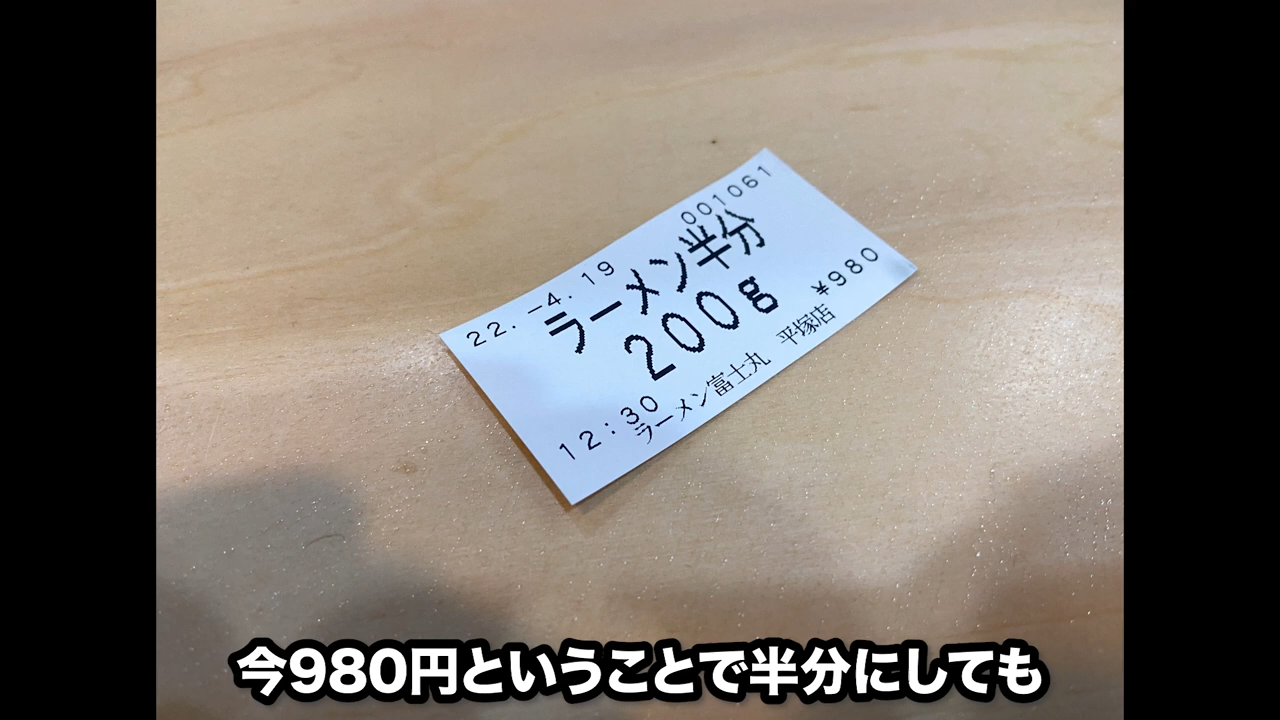 001061
22.-4.19
ラーメン半分
200g
¥980
12:30
ラーメン富士丸 平塚店
今980円ということで半分にしても